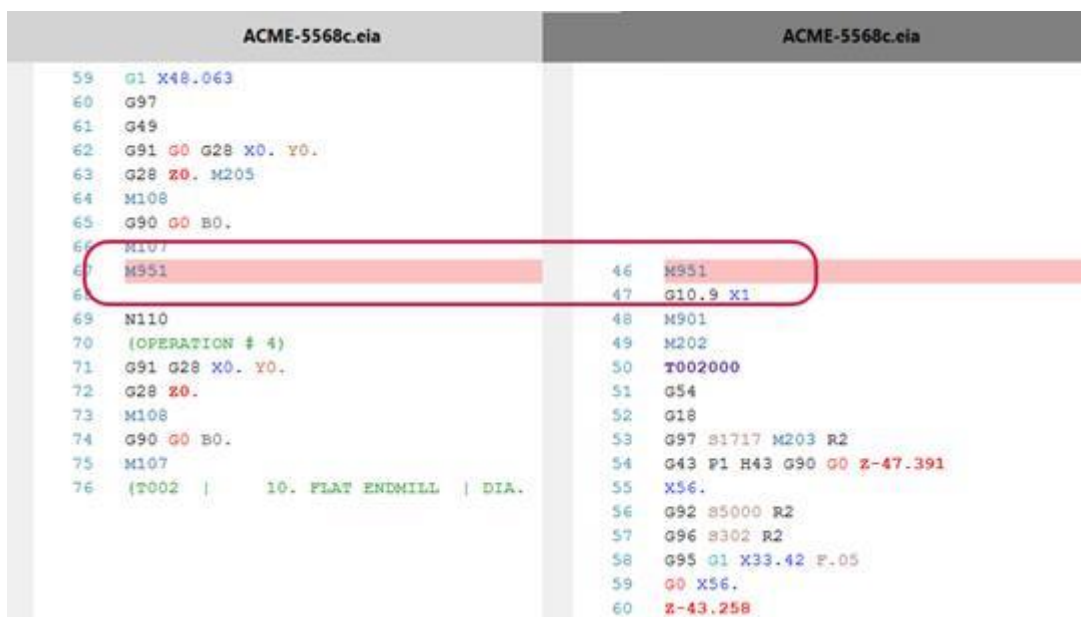 ACME-5568c.eia
59 G1 X48.063
60 G97
61 G49
62 G91 G0 G28 X0. Y0.
63 G28 Z0. M205
64 M108
65 G90 G0 B0.
66 M107
67 M951
68
69 N110
70 (OPERATION # 4)
71 G91 G28 X0. Y0.
72 G28 Z0.
73 M108
74 G90 G0 B0.
75 M107
76 (T002 | 10. FLAT ENDMILL | DIA.
ACME-5568c.eia
46 M951
47 G10.9 X1
48 M901
49 M202
50 T002000
51 G54
52 G18
53 G97 S1717 M203 R2
54 G43 P1 H43 G90 G0 Z-47.391
55 X56.
56 G92 S5000 R2
57 G96 S302 R2
58 G95 G1 X33.42 F.05
59 G0 X56.
60 Z-43.258